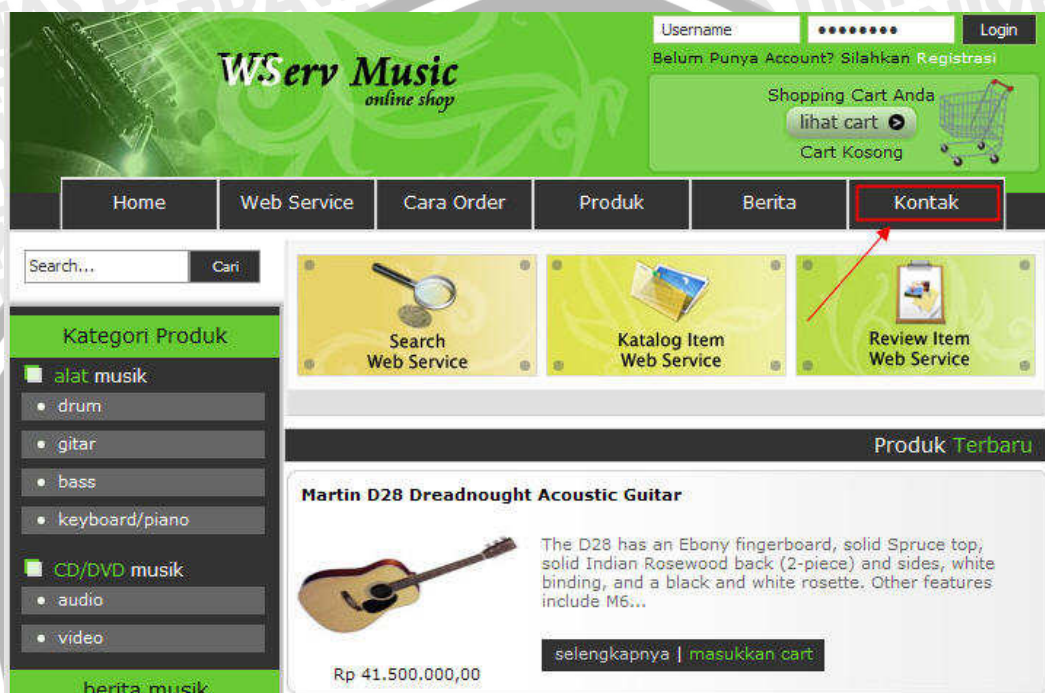 Username ●●●●●●●● Login
Belum Punya Account? Silahkan Registrasi
WServ Music
online shop
Shopping Cart Anda
lihat cart
Cart Kosong
Home Web Service Cara Order Produk Berita Kontak
Search... Cari
Search
Web Service
Katalog Item
Web Service
Review Item
Web Service
Kategori Produk
alat musik
• drum
• gitar
• bass
• keyboard/piano
CD/DVD musik
• audio
• video
berita musik
Produk Terbaru
Martin D28 Dreadnought Acoustic Guitar
The D28 has an Ebony fingerboard, solid Spruce top,
solid Indian Rosewood back (2-piece) and sides, white
binding, and a black and white rosette. Other features
include M6...
selengkapnya | masukkan cart
Rp 41.500.000,00